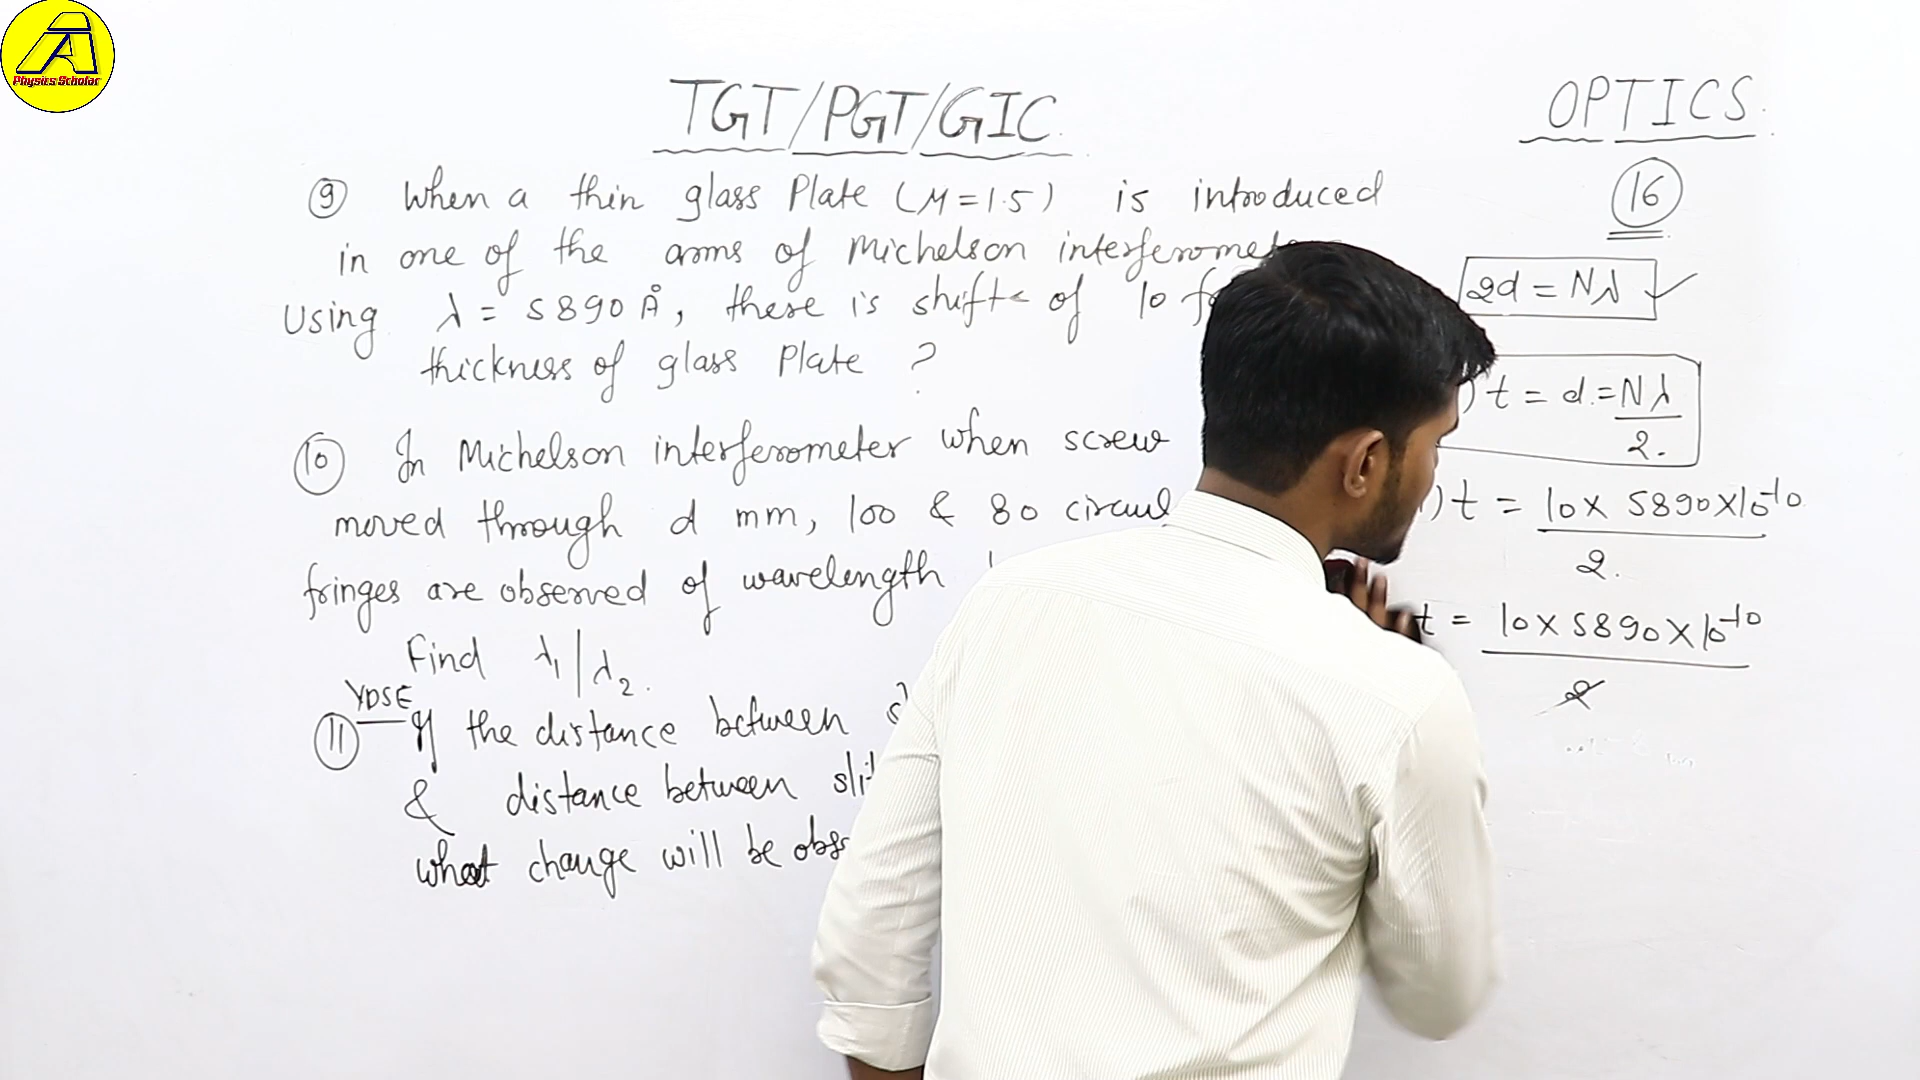 A
Physics Scholar
TGT/PGT/GIC
OPTICS
16
9 When a thin glass Plate (μ=1.5) is introduced
in one of the arms of Michelson
Using λ = 5890 Å, there is shift of 10
thickness of glass Plate ?
10 In Michelson interferometer when screw
moved through d mm, 100 & 80
fringes are observed of wavelength
Find λ1/λ2.
YDSE
11 If the distance between
& distance between
what change will be
2d = Nλ
) t = d = Nλ
2.
) t = 10 x 5890 x 10^-10
2.
t = 10 x 5890 x 10^-10
2